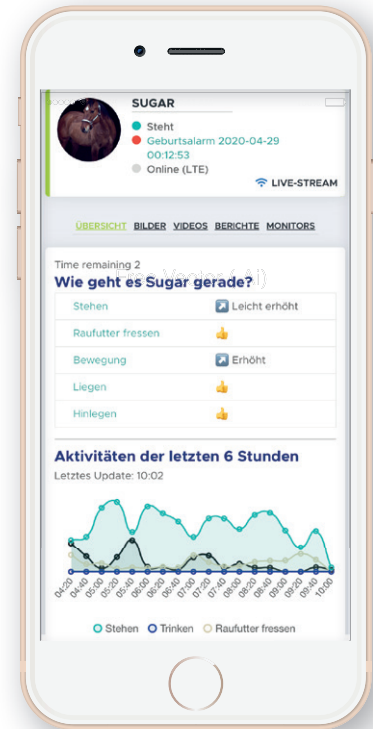 SUGAR
Steht
Geburtsalarm 2020-04-29
00:12:53
Online (LTE)
LIVE-STREAM
ÜBERSICHT BILDER VIDEOS BERICHTE MONITORS
Time remaining 2
Wie geht es Sugar gerade?
Stehen Leicht erhöht
Raufutter fressen
Bewegung Erhöht
Liegen
Hinlegen
Aktivitäten der letzten 6 Stunden
Letztes Update: 10:02
04:20 04:40 05:00 05:20 05:40 06:00 06:20 06:40 07:00 07:20 07:40 08:00 08:20 08:40 09:00 09:20 09:40 10:00
Stehen Trinken Raufutter fressen